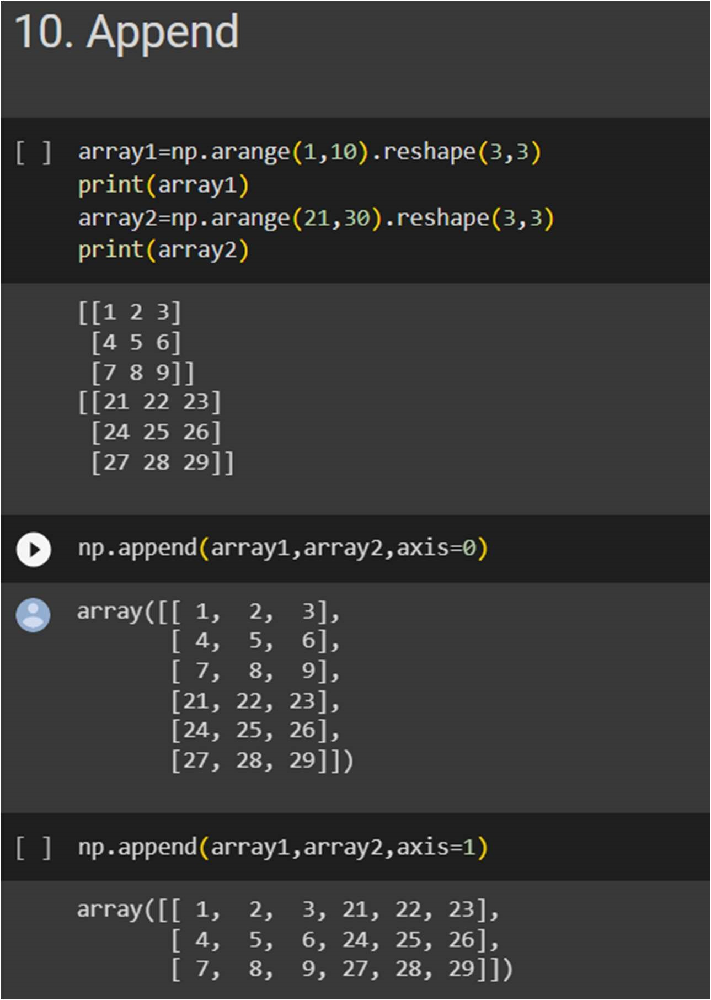 10. Append
[ ] array1=np.arange(1,10).reshape(3,3)
print(array1)
array2=np.arange(21,30).reshape(3,3)
print(array2)
[[1 2 3]
 [4 5 6]
 [7 8 9]]
[[21 22 23]
 [24 25 26]
 [27 28 29]]
np.append(array1,array2,axis=0)
array([[ 1,  2,  3],
       [ 4,  5,  6],
       [ 7,  8,  9],
       [21, 22, 23],
       [24, 25, 26],
       [27, 28, 29]])
[ ] np.append(array1,array2,axis=1)
array([[ 1,  2,  3, 21, 22, 23],
       [ 4,  5,  6, 24, 25, 26],
       [ 7,  8,  9, 27, 28, 29]])